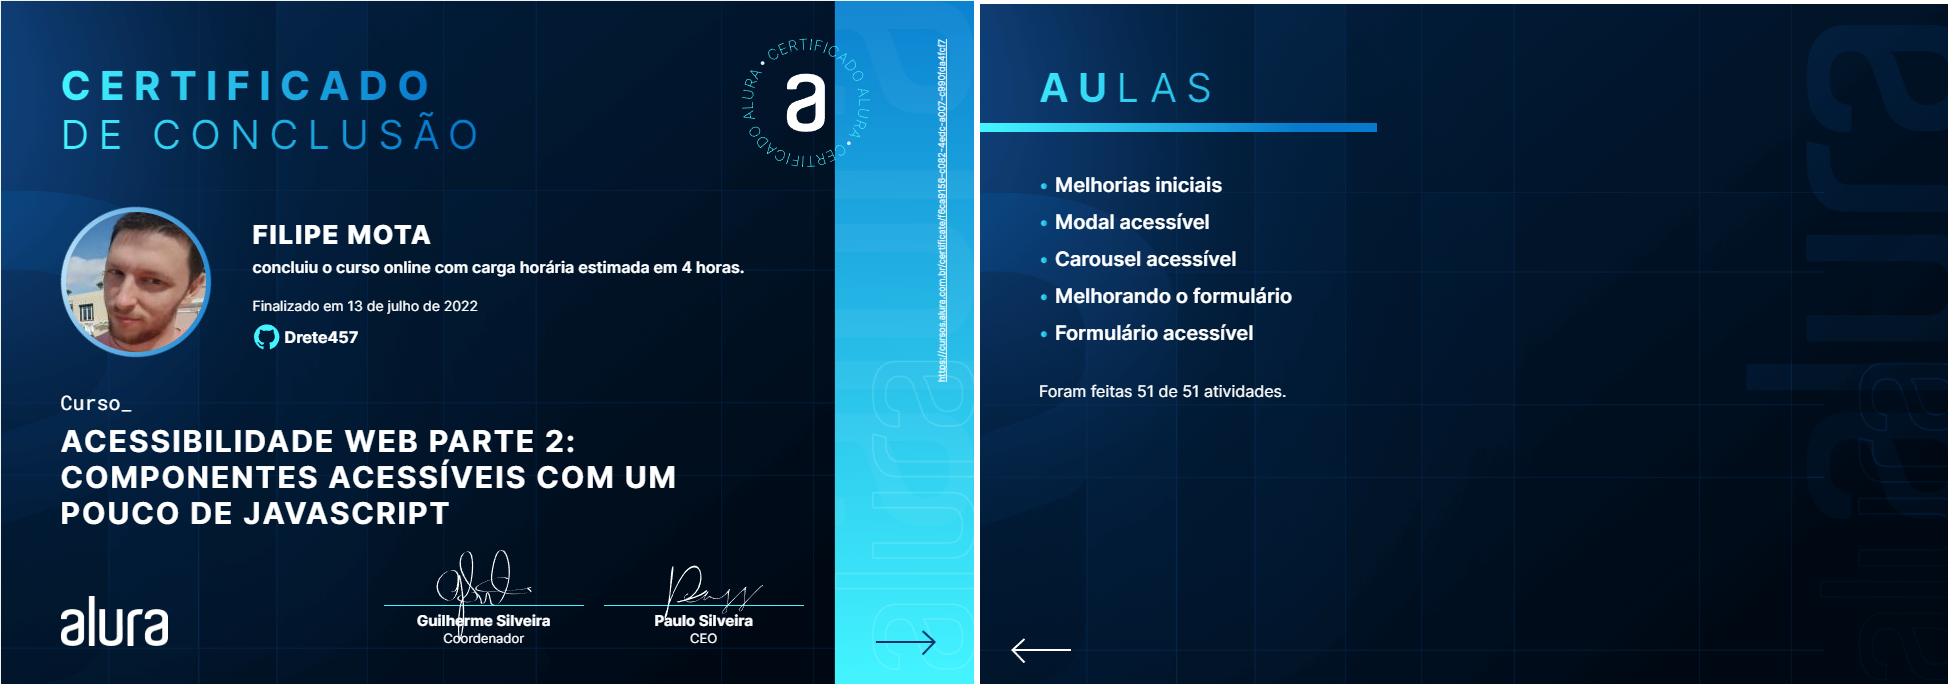 CERTIFICADO
DE CONCLUSÃO
CERTIFICADO ALURA • CERTIFICADO ALURA •
a
FILIPE MOTA
concluiu o curso online com carga horária estimada em 4 horas.
Finalizado em 13 de julho de 2022
Drete457
Curso_
ACESSIBILIDADE WEB PARTE 2:
COMPONENTES ACESSÍVEIS COM UM
POUCO DE JAVASCRIPT
alura
Guilherme Silveira
Coordenador
Paulo Silveira
CEO
https://cursos.alura.com.br/certificate/f6ca9156-c082-4edc-a007-c990fda4fcf7
alura
AULAS
• Melhorias iniciais
• Modal acessível
• Carousel acessível
• Melhorando o formulário
• Formulário acessível
Foram feitas 51 de 51 atividades.
alura
alura